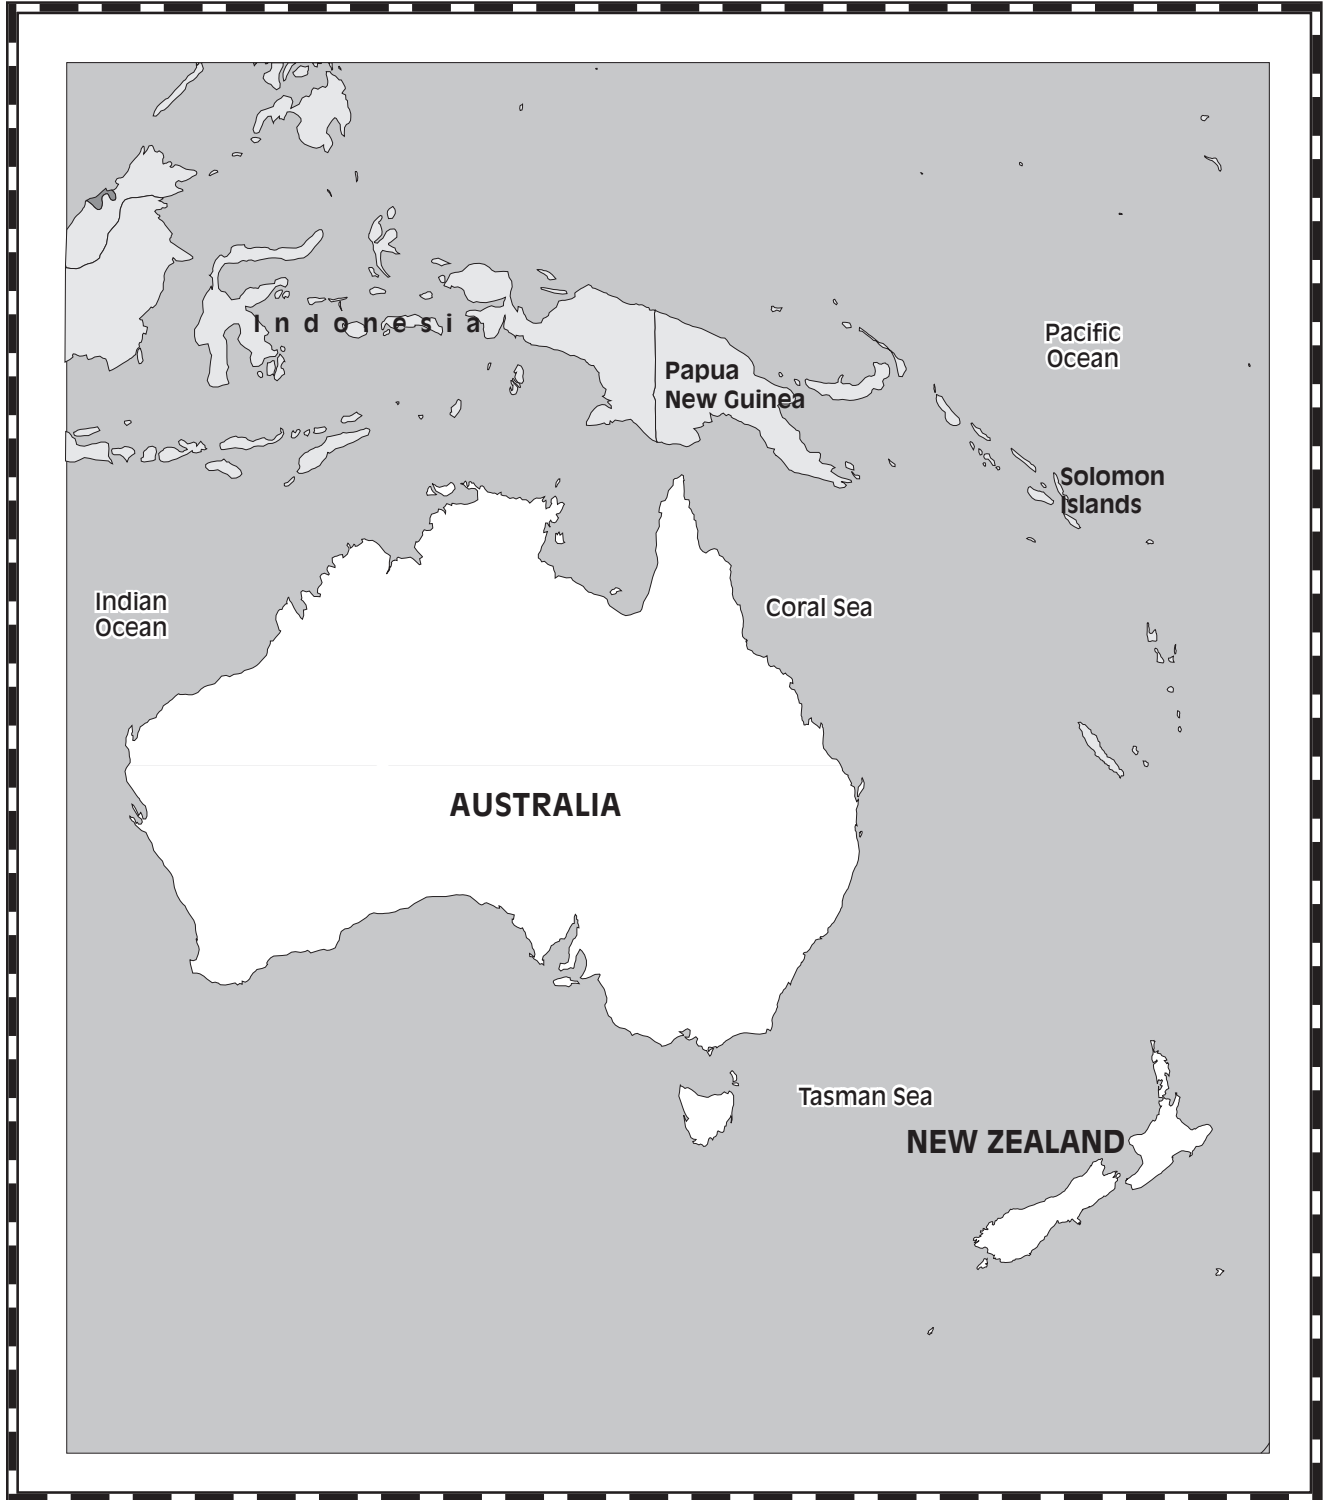 Indonesia
Pacific
Ocean
Papua
New Guinea
Solomon
Islands
Indian
Ocean
Coral Sea
AUSTRALIA
Tasman Sea
NEW ZEALAND